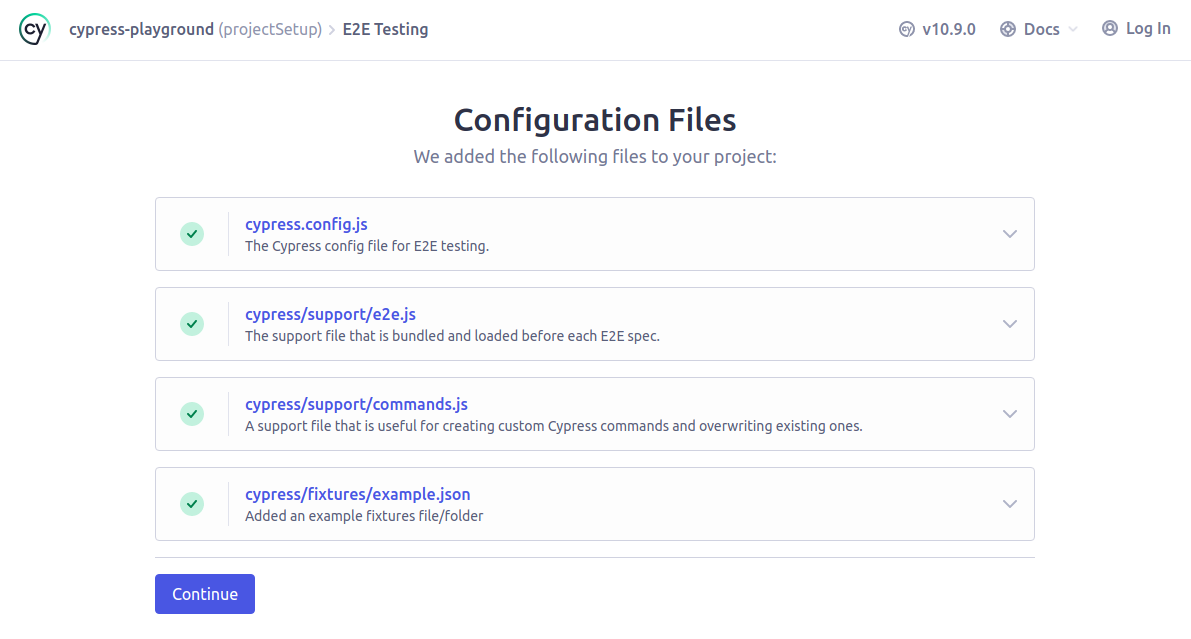 cy cypress-playground (projectSetup) > E2E Testing v10.9.0 Docs Log In
Configuration Files
We added the following files to your project:
cypress.config.js
The Cypress config file for E2E testing.
cypress/support/e2e.js
The support file that is bundled and loaded before each E2E spec.
cypress/support/commands.js
A support file that is useful for creating custom Cypress commands and overwriting existing ones.
cypress/fixtures/example.json
Added an example fixtures file/folder
Continue